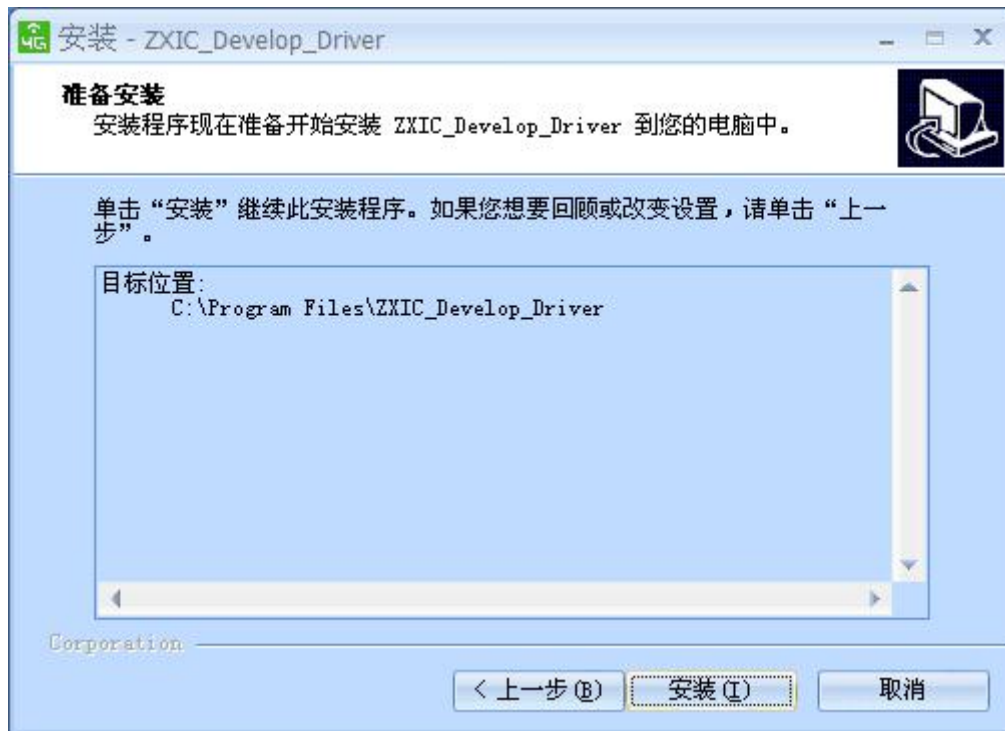 4G 安装 - ZXIC_Develop_Driver
准备安装
安装程序现在准备开始安装 ZXIC_Develop_Driver 到您的电脑中。
单击“安装”继续此安装程序。如果您想要回顾或改变设置，请单击“上一
步”。
目标位置:
C:\Program Files\ZXIC_Develop_Driver
Corporation
< 上一步(B) 安装(I) 取消